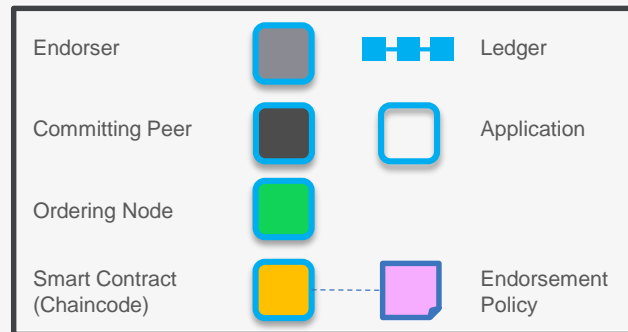 Endorser
Ledger
Committing Peer
Application
Ordering Node
Smart Contract
(Chaincode)
Endorsement
Policy